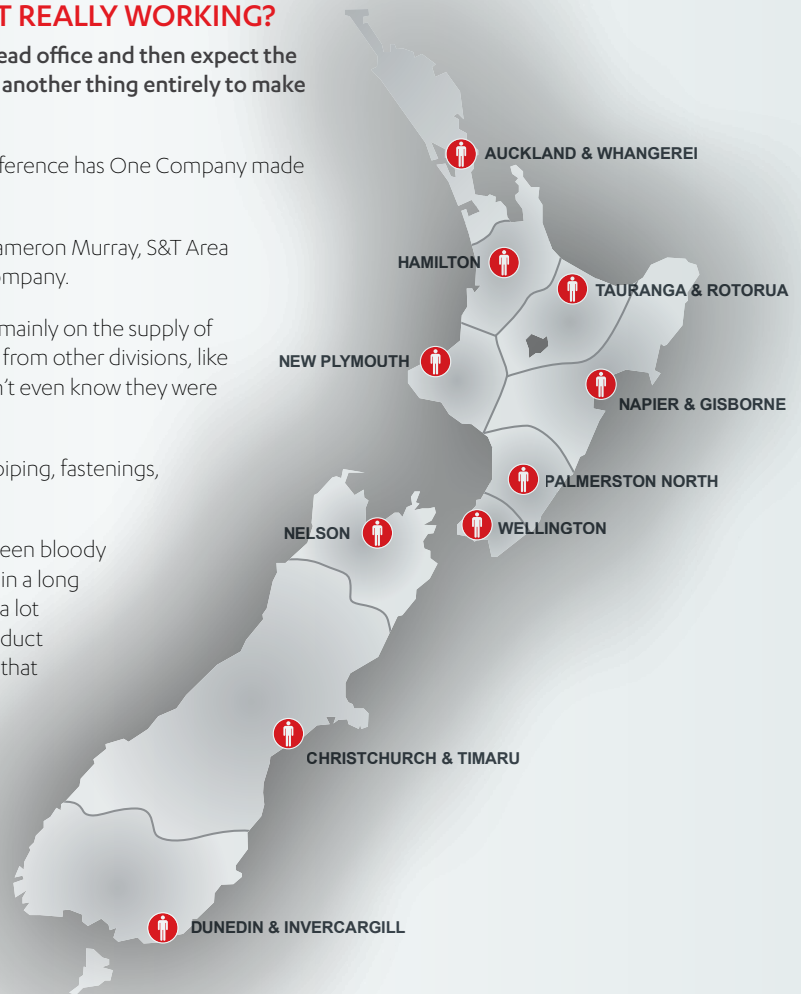 T REALLY WORKING?
ead office and then expect the
another thing entirely to make
fference has One Company made
ameron Murray, S&T Area
ompany.
mainly on the supply of
from other divisions, like
n't even know they were
piping, fastenings,
een bloody
in a long
a lot
duct
that
AUCKLAND & WHANGEREI
HAMILTON
TAURANGA & ROTORUA
NEW PLYMOUTH
NAPIER & GISBORNE
PALMERSTON NORTH
NELSON
WELLINGTON
CHRISTCHURCH & TIMARU
DUNEDIN & INVERCARGILL